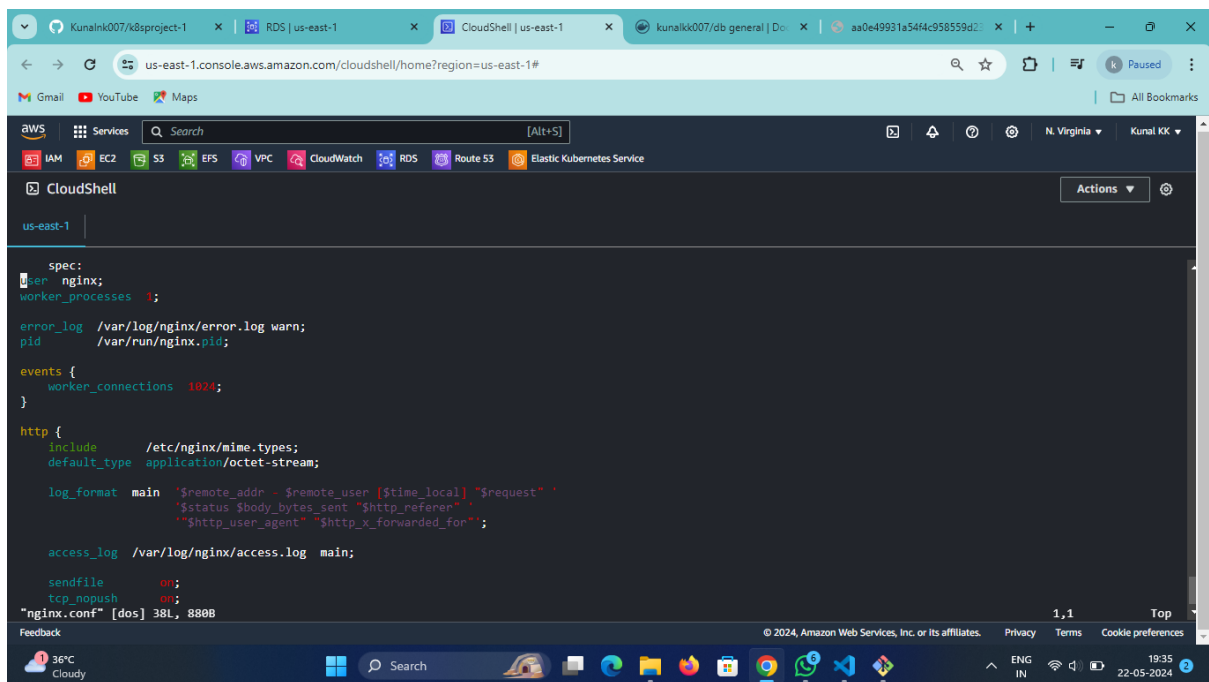 Kunalnk007/k8sproject-1
RDS | us-east-1
CloudShell | us-east-1
kunalkk007/db general | Do
aa0e49931a54f4c958559d23
us-east-1.console.aws.amazon.com/cloudshell/home?region=us-east-1#
k Paused
Gmail YouTube Maps
All Bookmarks
aws Services Search [Alt+S] N. Virginia Kunal KK
IAM EC2 S3 EFS VPC CloudWatch RDS Route 53 Elastic Kubernetes Service
CloudShell
Actions
us-east-1
spec:
user nginx;
worker_processes 1;
error_log /var/log/nginx/error.log warn;
pid /var/run/nginx.pid;
events {
worker_connections 1024;
}
http {
include /etc/nginx/mime.types;
default_type application/octet-stream;
log_format main '$remote_addr - $remote_user [$time_local] "$request" '
'$status $body_bytes_sent "$http_referer" '
'"$http_user_agent" "$http_x_forwarded_for"';
access_log /var/log/nginx/access.log main;
sendfile on;
tcp_nopush on;
"nginx.conf" [dos] 38L, 880B 1,1 Top
Feedback © 2024, Amazon Web Services, Inc. or its affiliates. Privacy Terms Cookie preferences
1 36°C
Cloudy
Search
6
ENG
IN
19:35
22-05-2024
2